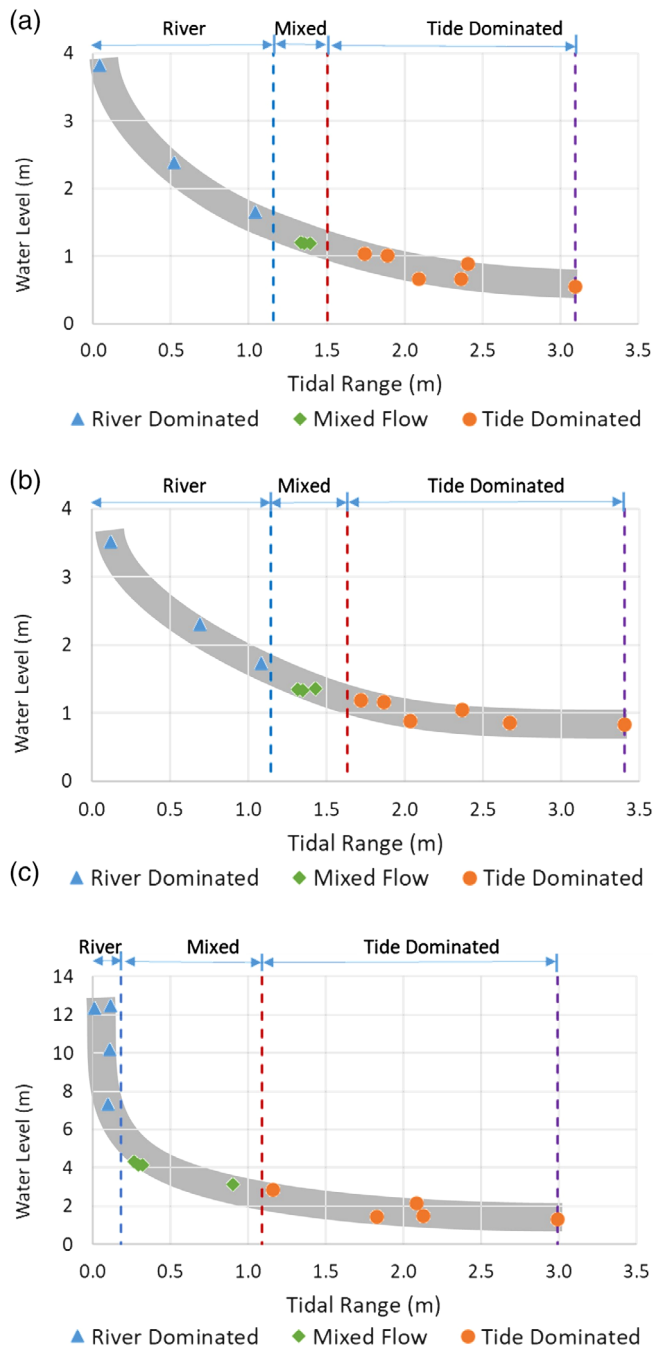 (a)
River Mixed Tide Dominated
4
3
2
1
0
Water Level (m)
0.0 0.5 1.0 1.5 2.0 2.5 3.0 3.5
Tidal Range (m)
River Dominated Mixed Flow Tide Dominated
(b)
River Mixed Tide Dominated
4
3
2
1
0
Water Level (m)
0.0 0.5 1.0 1.5 2.0 2.5 3.0 3.5
Tidal Range (m)
River Dominated Mixed Flow Tide Dominated
(c)
River Mixed Tide Dominated
14
12
10
8
6
4
2
0
Water Level (m)
0.0 0.5 1.0 1.5 2.0 2.5 3.0 3.5
Tidal Range (m)
River Dominated Mixed Flow Tide Dominated